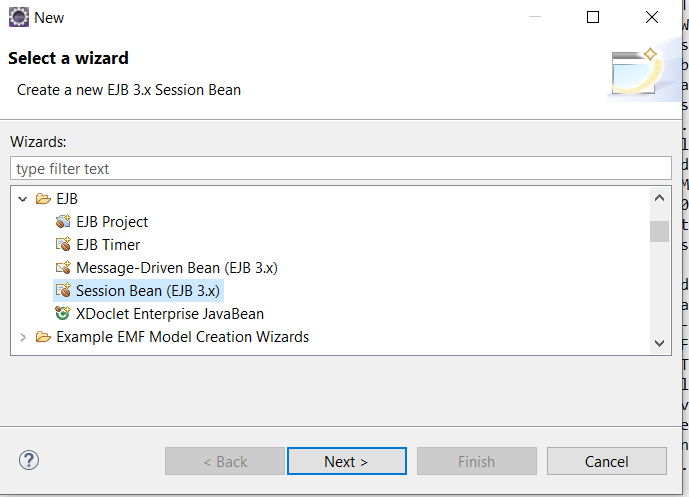 New
Select a wizard
Create a new EJB 3.x Session Bean
Wizards:
type filter text
EJB
EJB Project
EJB Timer
Message-Driven Bean (EJB 3.x)
Session Bean (EJB 3.x)
XDoclet Enterprise JavaBean
Example EMF Model Creation Wizards
?
< Back
Next >
Finish
Cancel